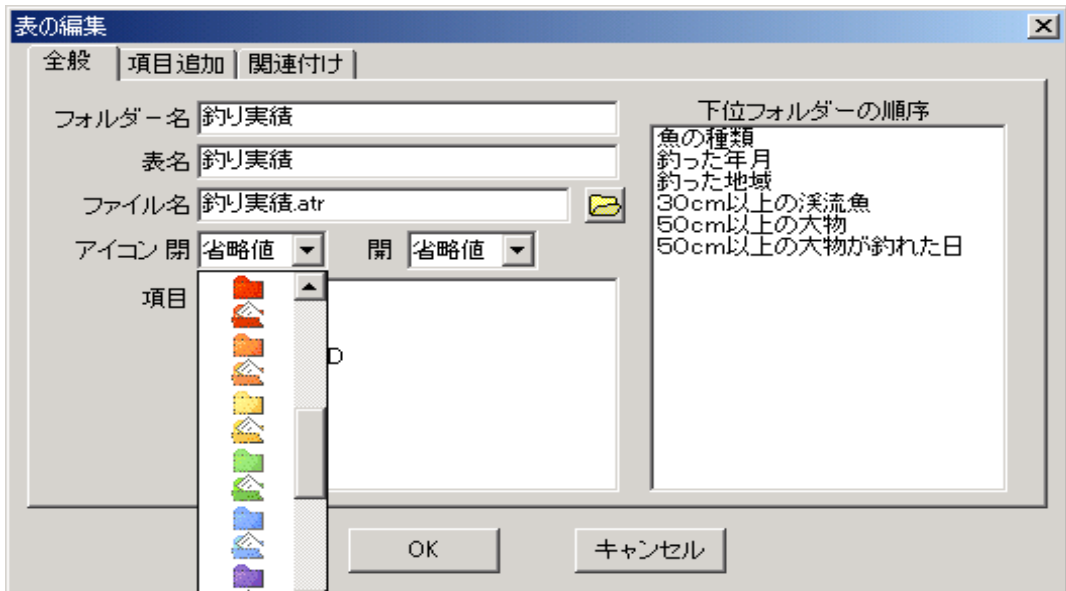 表の編集
全般 項目追加 関連付け
フォルダー名 釣り実績
表名 釣り実績
ファイル名 釣り実績.atr
アイコン 閉 省略値 開 省略値
項目
D
下位フォルダーの順序
魚の種類
釣った年月
釣った地域
30cm以上の渓流魚
50cm以上の大物
50cm以上の大物が釣れた日
OK キャンセル